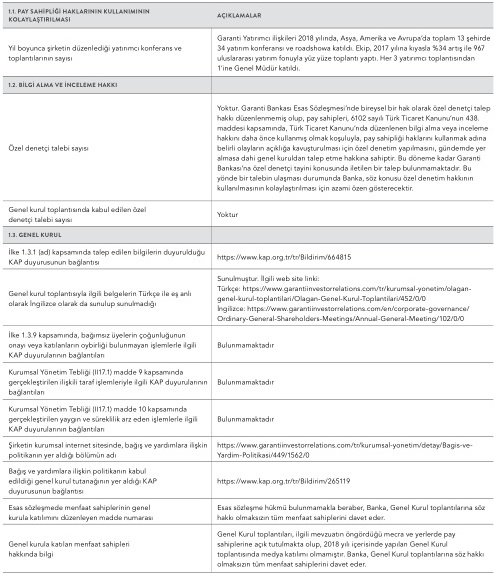 1.1. PAY SAHİPLİĞİ HAKLARININ KULLANIMININ
KOLAYLAŞTIRILMASI
AÇIKLAMALAR
Yıl boyunca şirketin düzenlediği yatırımcı konferans ve
toplantılarının sayısı
Garanti Yatırımcı ilişkileri 2018 yılında, Asya, Amerika ve Avrupa'da toplam 13 şehirde
34 yatırım konferansı ve roadshowa katıldı. Ekip, 2017 yılına kıyasla %34 artış ile 967
uluslararası yatırım fonuyla yüz yüze toplantı yaptı. Her 3 yatırımcı toplantısından
1'ine Genel Müdür katıldı.
1.2. BİLGİ ALMA VE İNCELEME HAKKI
Özel denetçi talebi sayısı
Yoktur. Garanti Bankası Esas Sözleşmesi'nde bireysel bir hak olarak özel denetçi talep
hakkı düzenlenmemiş olup, pay sahipleri, 6102 sayılı Türk Ticaret Kanunu'nun 438.
maddesi kapsamında, Türk Ticaret Kanunu'nda düzenlenen bilgi alma veya inceleme
hakkını daha önce kullanmış olmak koşuluyla, pay sahipliği haklarını kullanmak adına
belirli olayların açıklığa kavuşturulması için özel denetim yapılmasını, gündemde yer
almasa dahi genel kuruldan talep etme hakkına sahiptir. Bu döneme kadar Garanti
Bankası'na özel denetçi tayini konusunda iletilen bir talep bulunmamaktadır. Bu
yönde bir talebin ulaşması durumunda Banka, söz konusu özel denetim hakkının
kullanılmasının kolaylaştırılması için azami özen gösterecektir.
Genel kurul toplantısında kabul edilen özel
denetçi talebi sayısı
Yoktur
1.3. GENEL KURUL
İlke 1.3.1 (ad) kapsamında talep edilen bilgilerin duyurulduğu
KAP duyurusunun bağlantısı
https://www.kap.org.tr/tr/Bildirim/664815
Genel kurul toplantısıyla ilgili belgelerin Türkçe ile eş anlı
olarak İngilizce olarak da sunulup sunulmadığı
Sunulmuştur. İlgili web site linki:
Türkçe: https://www.garantiinvestorrelations.com/tr/kurumsal-yonetim/olagan-
genel-kurul-toplantilari/Olagan-Genel-Kurul-Toplantilari/452/0/0
İngilizce: https://www.garantiinvestorrelations.com/en/corporate-governance/
Ordinary-General-Shareholders-Meetings/Annual-General-Meeting/102/0/0
İlke 1.3.9 kapsamında, bağımsız üyelerin çoğunluğunun
onayı veya katılanların oybirliği bulunmayan işlemlerle ilgili
KAP duyurularının bağlantıları
Bulunmamaktadır
Kurumsal Yönetim Tebliği (II17.1) madde 9 kapsamında
gerçekleştirilen ilişkili taraf işlemleriyle ilgili KAP duyurularının
bağlantıları
Bulunmamaktadır
Kurumsal Yönetim Tebliği (II17.1) madde 10 kapsamında
gerçekleştirilen yaygın ve süreklilik arz eden işlemlerle ilgili
KAP duyurularının bağlantıları
Bulunmamaktadır
Şirketin kurumsal internet sitesinde, bağış ve yardımlara ilişkin
politikanın yer aldığı bölümün adı
https://www.garantiinvestorrelations.com/tr/kurumsal-yonetim/detay/Bagis-ve-
Yardim-Politikasi/449/1562/0
Bağış ve yardımlara ilişkin politikanın kabul
edildiği genel kurul tutanağının yer aldığı KAP
duyurusunun bağlantısı
https://www.kap.org.tr/tr/Bildirim/265119
Esas sözleşmede menfaat sahiplerinin genel
kurula katılımını düzenleyen madde numarası
Esas sözleşme hükmü bulunmamakla beraber, Banka, Genel Kurul toplantılarına söz
hakkı olmaksızın tüm menfaat sahiplerini davet eder.
Genel kurula katılan menfaat sahipleri
hakkında bilgi
Genel Kurul toplantıları, ilgili mevzuatın öngördüğü mecra ve yerlerde pay
sahiplerine açık tutulmakta olup, 2018 yılı içerisinde yapılan Genel Kurul
toplantısında medya katılımı olmamıştır. Banka, Genel Kurul toplantılarına söz hakkı
olmaksızın tüm menfaat sahiplerini davet eder.